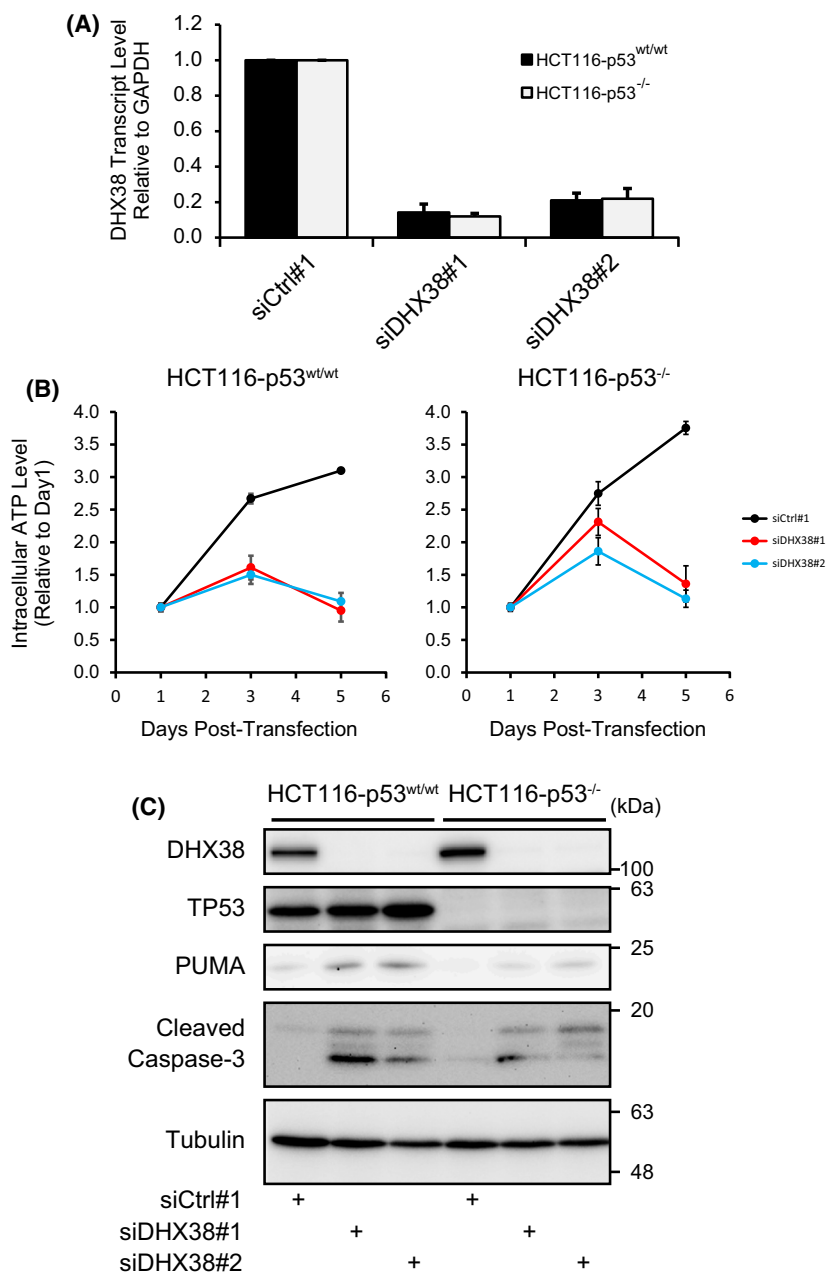 (A)
DHX38 Transcript Level
Relative to GAPDH
1.2
1.0
0.8
0.6
0.4
0.2
0.0
HCT116-p53wt/wt
HCT116-p53-/-
siCtrl#1
siDHX38#1
siDHX38#2
(B)
HCT116-p53wt/wt
HCT116-p53-/-
Intracellular ATP Level
(Relative to Day1)
4.0
3.5
3.0
2.5
2.0
1.5
1.0
0.5
0.0
0 1 2 3 4 5 6
Days Post-Transfection
4.0
3.5
3.0
2.5
2.0
1.5
1.0
0.5
0.0
0 1 2 3 4 5 6
Days Post-Transfection
siCtrl#1
siDHX38#1
siDHX38#2
(C)
HCT116-p53wt/wt HCT116-p53-/- (kDa)
DHX38
100
TP53
63
PUMA
25
Cleaved
Caspase-3
20
Tubulin
63
48
siCtrl#1 + +
siDHX38#1 + +
siDHX38#2 + +